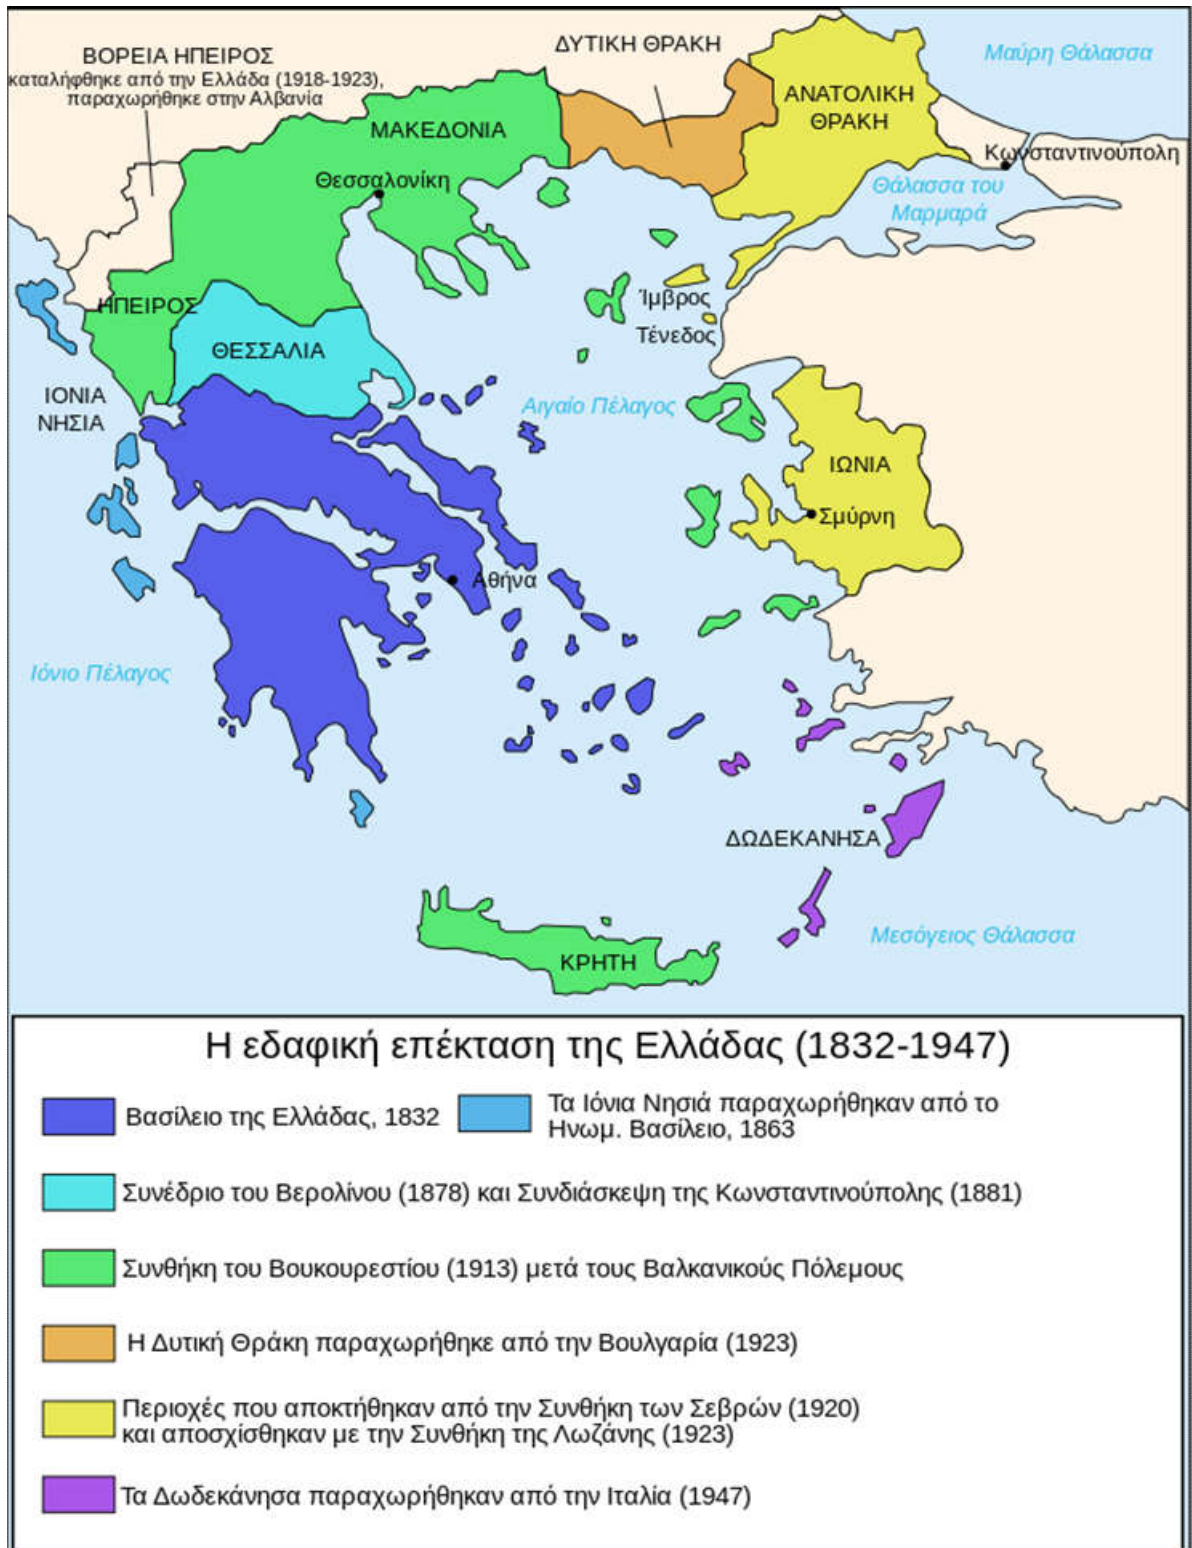 ΒΟΡΕΙΑ ΗΠΕΙΡΟΣ
καταλήφθηκε από την Ελλάδα (1918-1923),
παραχωρήθηκε στην Αλβανία
ΔΥΤΙΚΗ ΘΡΑΚΗ
Μαύρη Θάλασσα
ΑΝΑΤΟΛΙΚΗ
ΘΡΑΚΗ
ΜΑΚΕΔΟΝΙΑ
Κωνσταντινούπολη
Θεσσαλονίκη
Θάλασσα του
Μαρμαρά
ΗΠΕΙΡΟΣ
Ίμβρος
Τένεδος
ΘΕΣΣΑΛΙΑ
ΙΟΝΙΑ
ΝΗΣΙΑ
Αιγαίο Πέλαγος
ΙΩΝΙΑ
Σμύρνη
Αθήνα
Ιόνιο Πέλαγος
ΔΩΔΕΚΑΝΗΣΑ
Μεσόγειος Θάλασσα
ΚΡΗΤΗ
Η εδαφική επέκταση της Ελλάδας (1832-1947)
Βασίλειο της Ελλάδας, 1832
Τα Ιόνια Νησιά παραχωρήθηκαν από το
Ηνωμ. Βασίλειο, 1863
Συνέδριο του Βερολίνου (1878) και Συνδιάσκεψη της Κωνσταντινούπολης (1881)
Συνθήκη του Βουκουρεστίου (1913) μετά τους Βαλκανικούς Πόλεμους
Η Δυτική Θράκη παραχωρήθηκε από την Βουλγαρία (1923)
Περιοχές που αποκτήθηκαν από την Συνθήκη των Σεβρών (1920)
και αποσχίσθηκαν με την Συνθήκη της Λωζάνης (1923)
Τα Δωδεκάνησα παραχωρήθηκαν από την Ιταλία (1947)